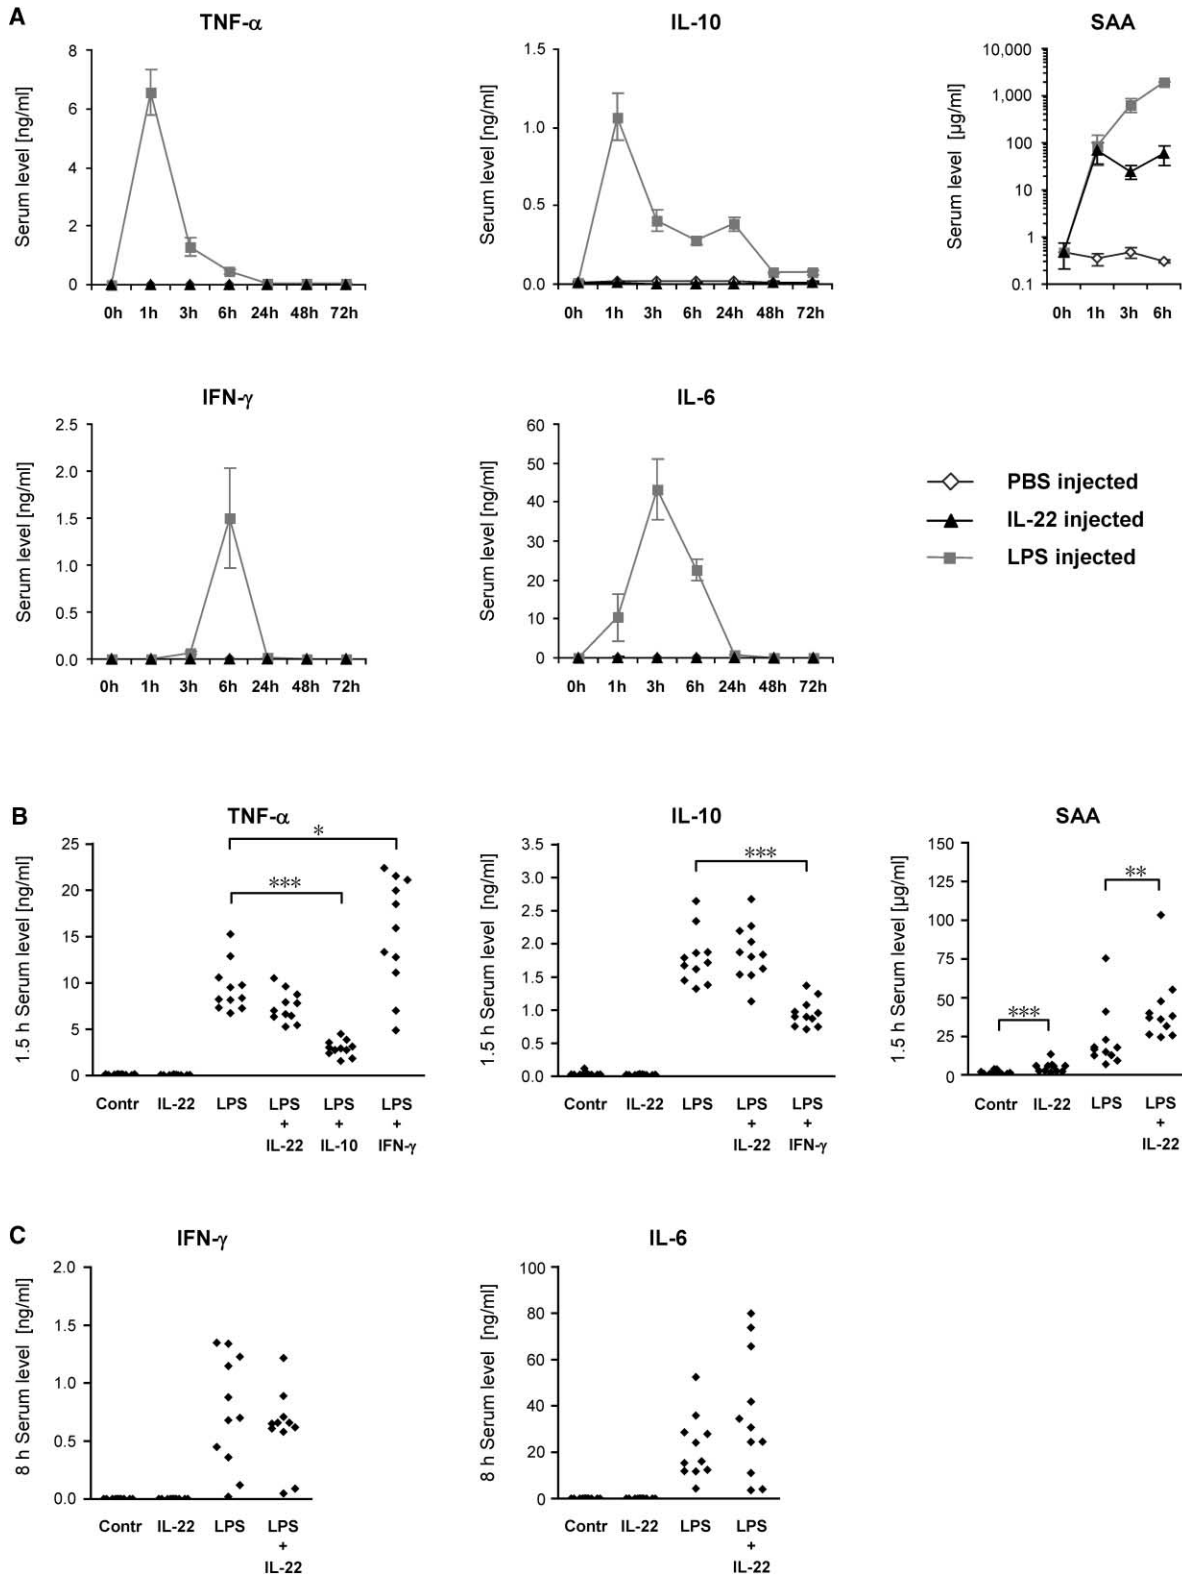 A
TNF-α
IL-10
SAA
Serum level [ng/ml]
8
6
4
2
0
0h 1h 3h 6h 24h 48h 72h
Serum level [ng/ml]
1.5
1.0
0.5
0.0
0h 1h 3h 6h 24h 48h 72h
Serum level [µg/ml]
10,000
1,000
100
10
1
0.1
0h 1h 3h 6h
IFN-γ
IL-6
Serum level [ng/ml]
2.5
2.0
1.5
1.0
0.5
0.0
0h 1h 3h 6h 24h 48h 72h
Serum level [ng/ml]
60
50
40
30
20
10
0
0h 1h 3h 6h 24h 48h 72h
PBS injected
IL-22 injected
LPS injected
B
TNF-α
IL-10
SAA
1.5 h Serum level [ng/ml]
25
20
15
10
5
0
*
***
Contr IL-22 LPS LPS + IL-22 LPS + IL-10 LPS + IFN-γ
1.5 h Serum level [ng/ml]
3.5
3.0
2.5
2.0
1.5
1.0
0.5
0.0
***
Contr IL-22 LPS LPS + IL-22 LPS + IFN-γ
1.5 h Serum level [µg/ml]
150
125
100
75
50
25
0
**
***
Contr IL-22 LPS LPS + IL-22
C
IFN-γ
IL-6
8 h Serum level [ng/ml]
2.0
1.5
1.0
0.5
0.0
Contr IL-22 LPS LPS + IL-22
8 h Serum level [ng/ml]
100
80
60
40
20
0
Contr IL-22 LPS LPS + IL-22